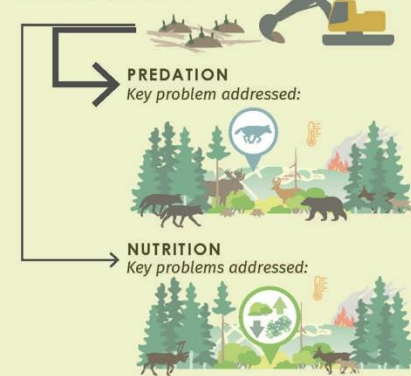 PREDATION
Key problem addressed:
NUTRITION
Key problems addressed: